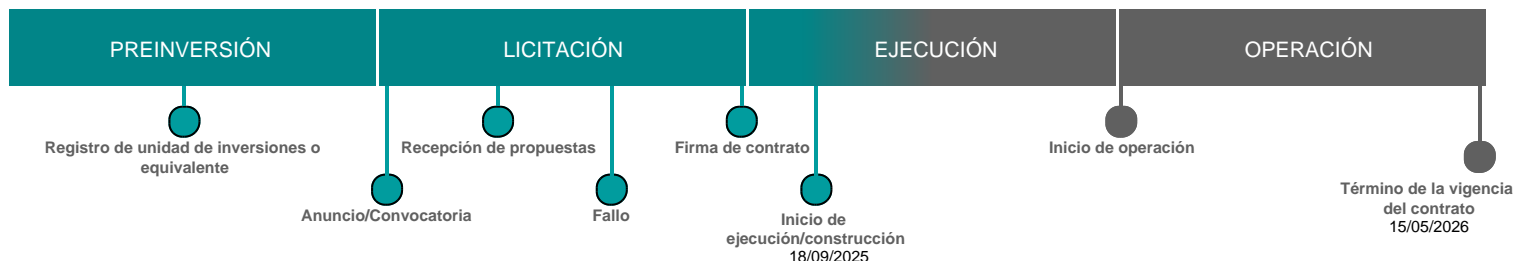 PREINVERSIÓN
LICITACIÓN
EJECUCIÓN
OPERACIÓN
Registro de unidad de inversiones o
equivalente
Anuncio/Convocatoria
Recepción de propuestas
Fallo
Firma de contrato
Inicio de
ejecución/construcción
18/09/2025
Inicio de operación
Término de la vigencia
del contrato
15/05/2026